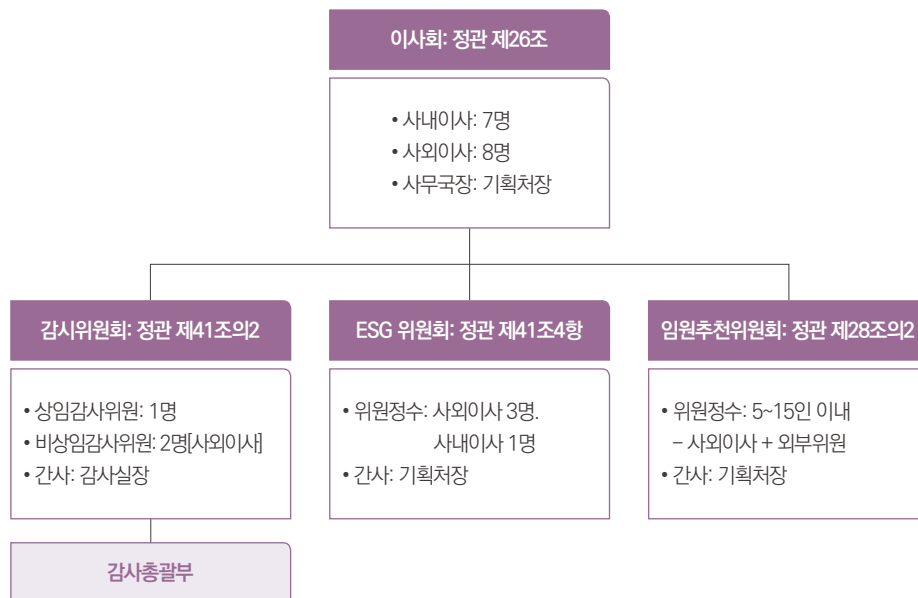 이사회: 정관 제26조
• 사내이사: 7명
• 사외이사: 8명
• 사무국장: 기획처장
감시위원회: 정관 제41조의2
• 상임감사위원: 1명
• 비상임감사위원: 2명[사외이사]
• 간사: 감사실장
감사총괄부
ESG 위원회: 정관 제41조4항
• 위원정수: 사외이사 3명.
사내이사 1명
• 간사: 기획처장
임원추천위원회: 정관 제28조의2
• 위원정수: 5~15인 이내
– 사외이사 + 외부위원
• 간사: 기획처장